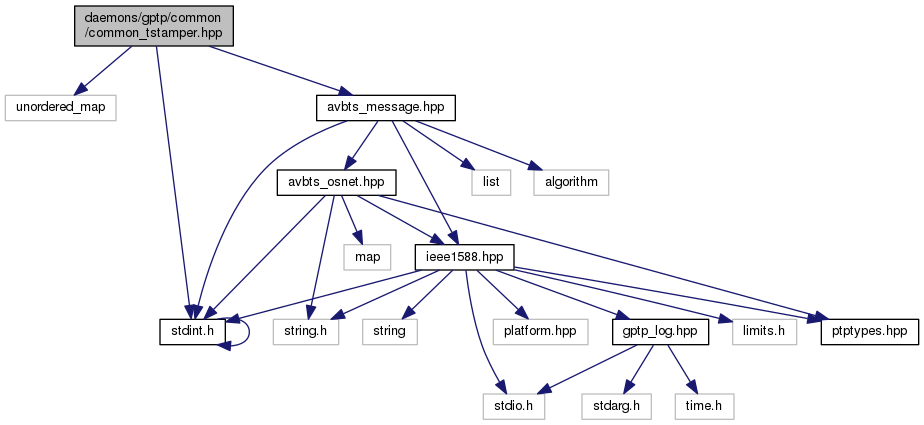 daemons/gptp/common
/common_tstamper.hpp
unordered_map
avbts_message.hpp
avbts_osnet.hpp
list
algorithm
map
ieee1588.hpp
stdint.h
string.h
string
platform.hpp
gptp_log.hpp
limits.h
ptptypes.hpp
stdio.h
stdarg.h
time.h